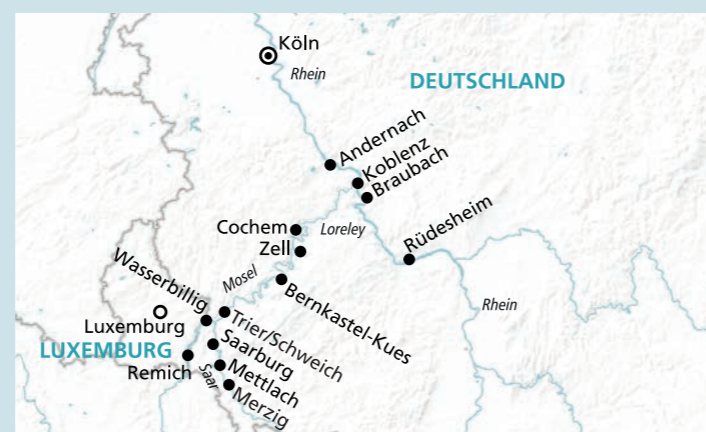 Köln
Rhein
DEUTSCHLAND
Andernach
Koblenz
Braubach
Cochem
Loreley
Rüdesheim
Zell
Wasserbillig
Mosel
Bernkastel-Kues
Rhein
Luxemburg
Trier/Schweich
LUXEMBURG
Saarburg
Remich
Saar
Mettlach
Merzig